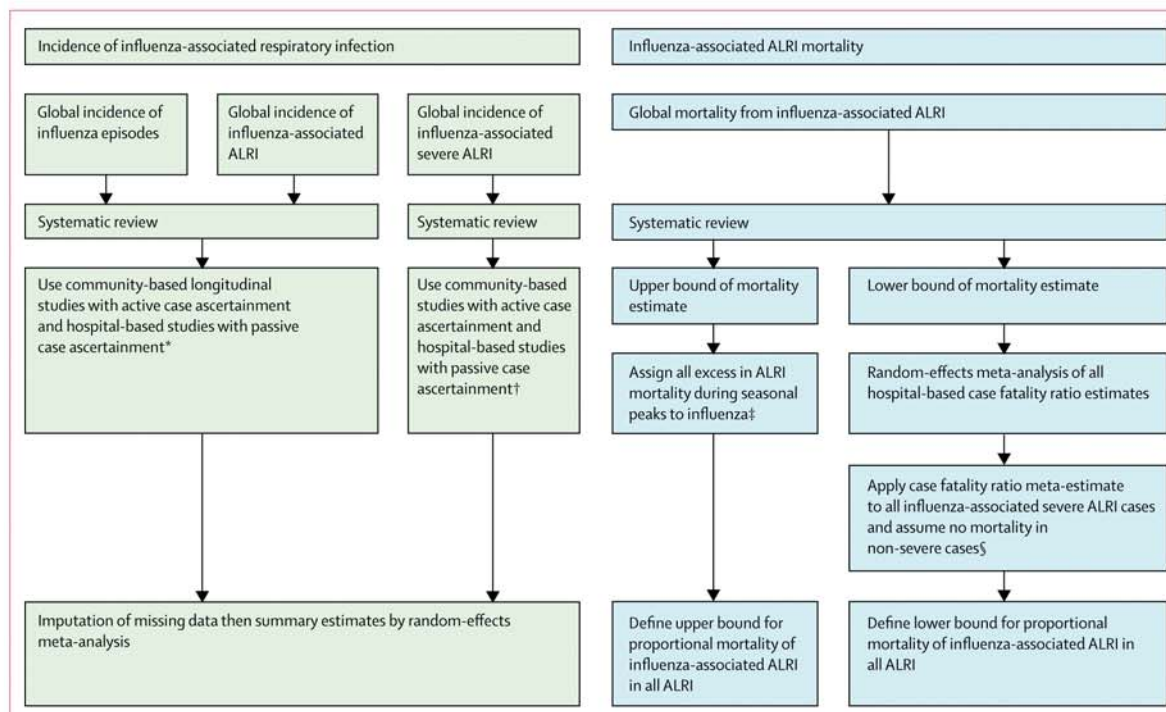 Incidence of influenza-associated respiratory infection
Influenza-associated ALRI mortality
Global incidence of
influenza episodes
Global incidence of
influenza-associated
ALRI
Global incidence of
influenza-associated
severe ALRI
Global mortality from influenza-associated ALRI
Systematic review
Systematic review
Systematic review
Use community-based longitudinal
studies with active case ascertainment
and hospital-based studies with passive
case ascertainment*
Use community-based
studies with active case
ascertainment and
hospital-based studies
with passive case
ascertainment†
Upper bound of mortality
estimate
Lower bound of mortality estimate
Assign all excess in ALRI
mortality during seasonal
peaks to influenza‡
Random-effects meta-analysis of all
hospital-based case fatality ratio estimates
Apply case fatality ratio meta-estimate
to all influenza-associated severe ALRI cases
and assume no mortality in
non-severe cases§
Imputation of missing data then summary estimates by random-effects
meta-analysis
Define upper bound for
proportional mortality of
influenza-associated ALRI
in all ALRI
Define lower bound for proportional
mortality of influenza-associated ALRI in
all ALRI